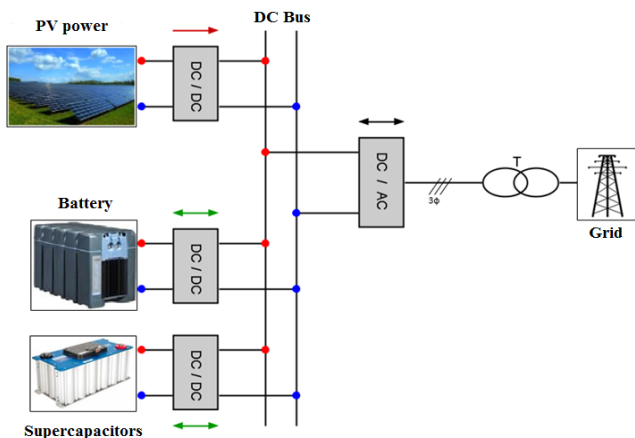 PV power
DC Bus
DC / DC
DC / AC
T
3ϕ
Grid
Battery
DC / DC
DC / DC
Supercapacitors